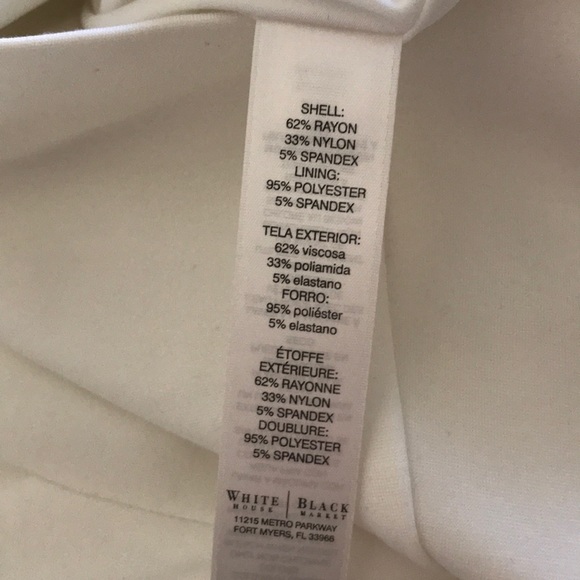 SHELL:
62% RAYON
33% NYLON
5% SPANDEX
LINING:
95% POLYESTER
5% SPANDEX
TELA EXTERIOR:
62% viscosa
33% poliamida
5% elastano
FORRO:
95% poliéster
5% elastano
ÉTOFFE
EXTÉRIEURE:
62% RAYONNE
33% NYLON
5% SPANDEX
DOUBLURE:
95% POLYESTER
5% SPANDEX
WHITE | BLACK
HOUSE | MARKET
11215 METRO PARKWAY
FORT MYERS, FL 33966